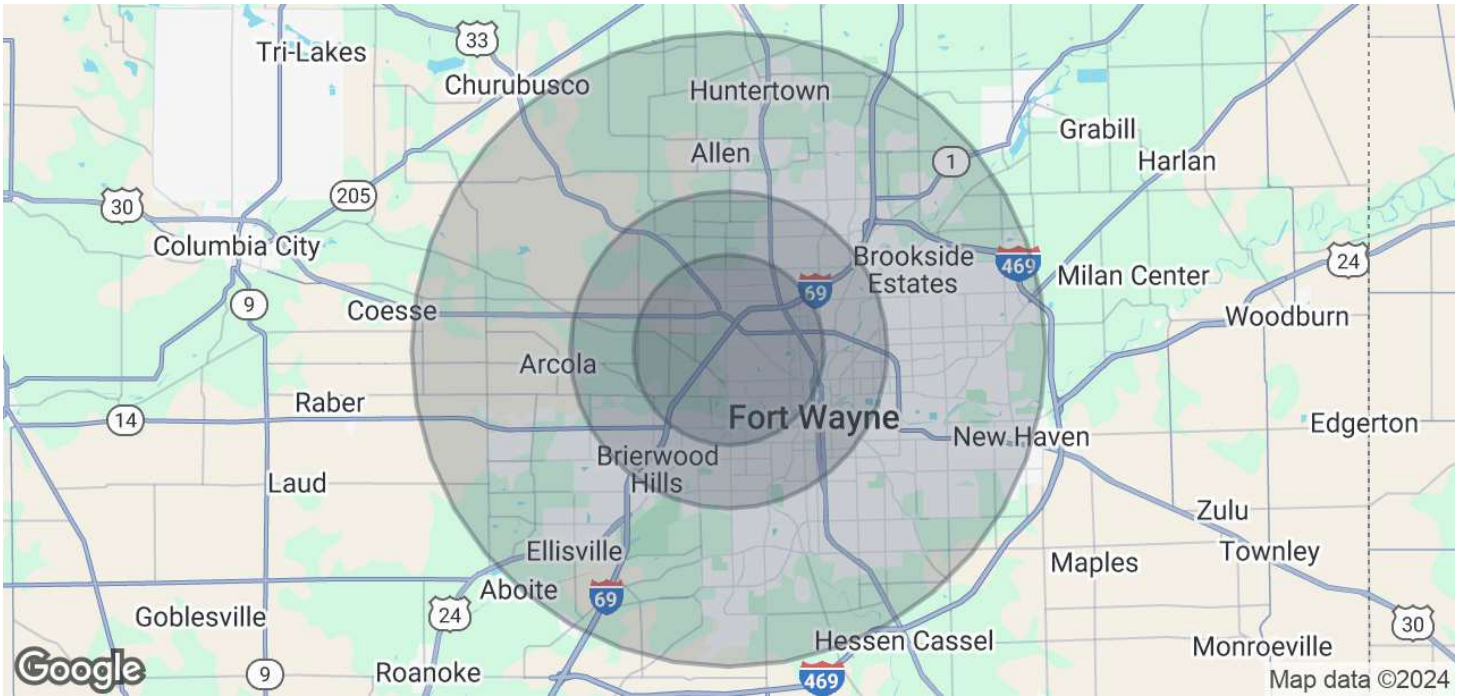 33
Tri-Lakes
Churubusco
Huntertown
Grabill
Allen
1
Harlan
30
205
Columbia City
Brookside
Estates
469
24
Milan Center
69
9
Coesse
Woodburn
Arcola
Raber
14
Fort Wayne
Edgerton
New Haven
Brierwood
Hills
Laud
Zulu
Ellisville
Townley
Maples
Aboite
69
24
Goblesville
30
Hessen Cassel
Monroeville
Google
9
Roanoke
469
Map data ©2024